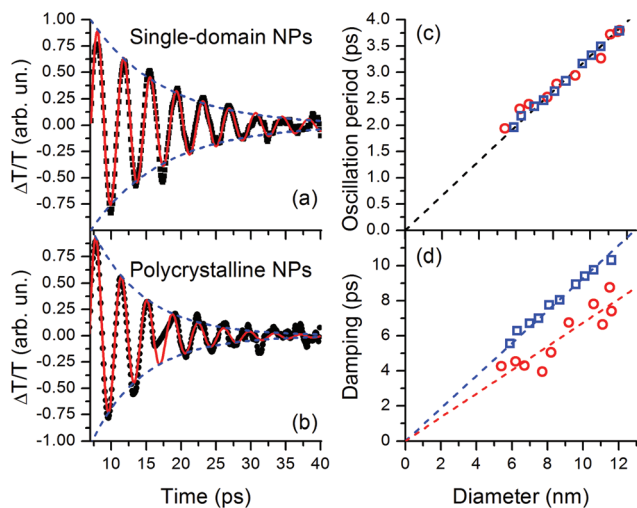 1.00
0.75
0.50
0.25
0.00
-0.25
-0.50
-0.75
ΔT/T (arb. un.)
Single-domain NPs
(a)
0.75
0.50
0.25
0.00
-0.25
-0.50
-0.75
-1.00
ΔT/T (arb. un.)
Polycrystalline NPs
(b)
10 15 20 25 30 35 40
Time (ps)
4.0
3.5
3.0
2.5
2.0
1.5
1.0
0.5
0.0
Oscillation period (ps)
(c)
10
8
6
4
2
0
Damping (ps)
(d)
0 2 4 6 8 10 12
Diameter (nm)